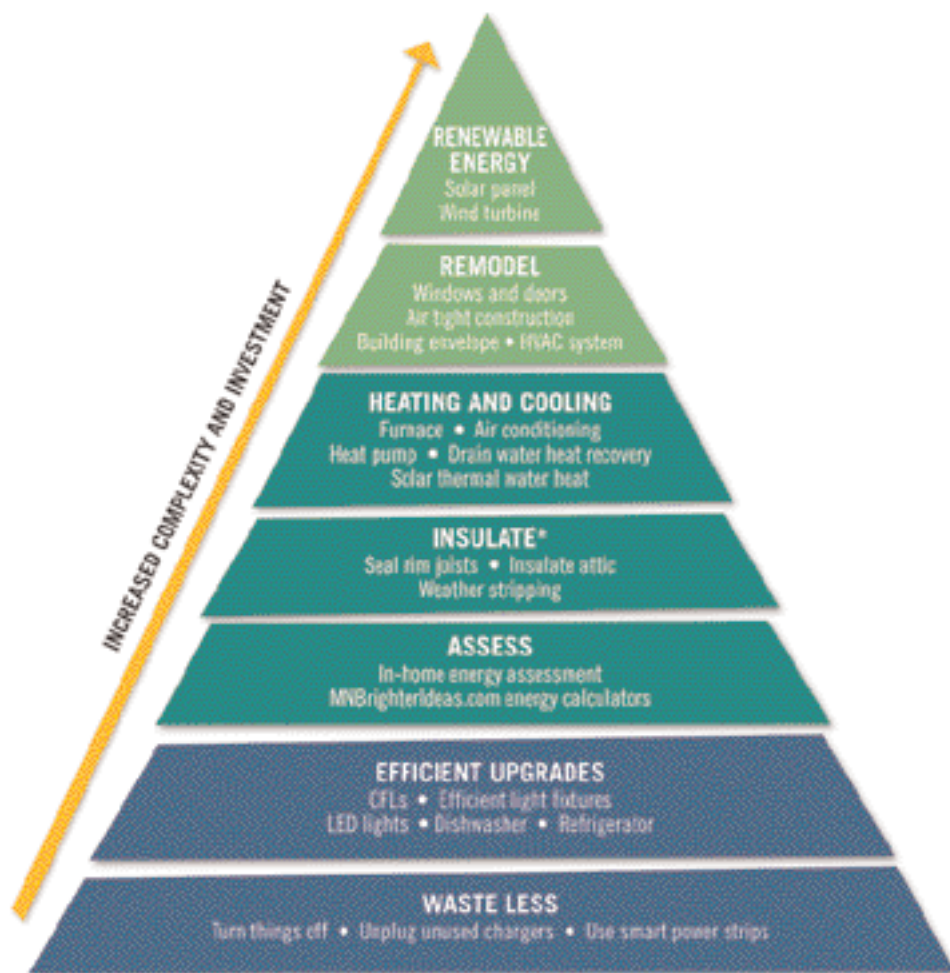 RENEWABLE
ENERGY
Solar panel
Wind turbine
REMODEL
Windows and doors
Air tight construction
Building envelope • HVAC system
HEATING AND COOLING
Furnace • Air conditioning
Heat pump • Drain water heat recovery
Solar thermal water heat
INSULATE*
Seal rim joists • Insulate attic
Weather stripping
ASSESS
In-home energy assessment
MNBrighterIdeas.com energy calculators
EFFICIENT UPGRADES
CFLs • Efficient light fixtures
LED lights • Dishwasher • Refrigerator
WASTE LESS
Turn things off • Unplug unused chargers • Use smart power strips
INCREASED COMPLEXITY AND INVESTMENT